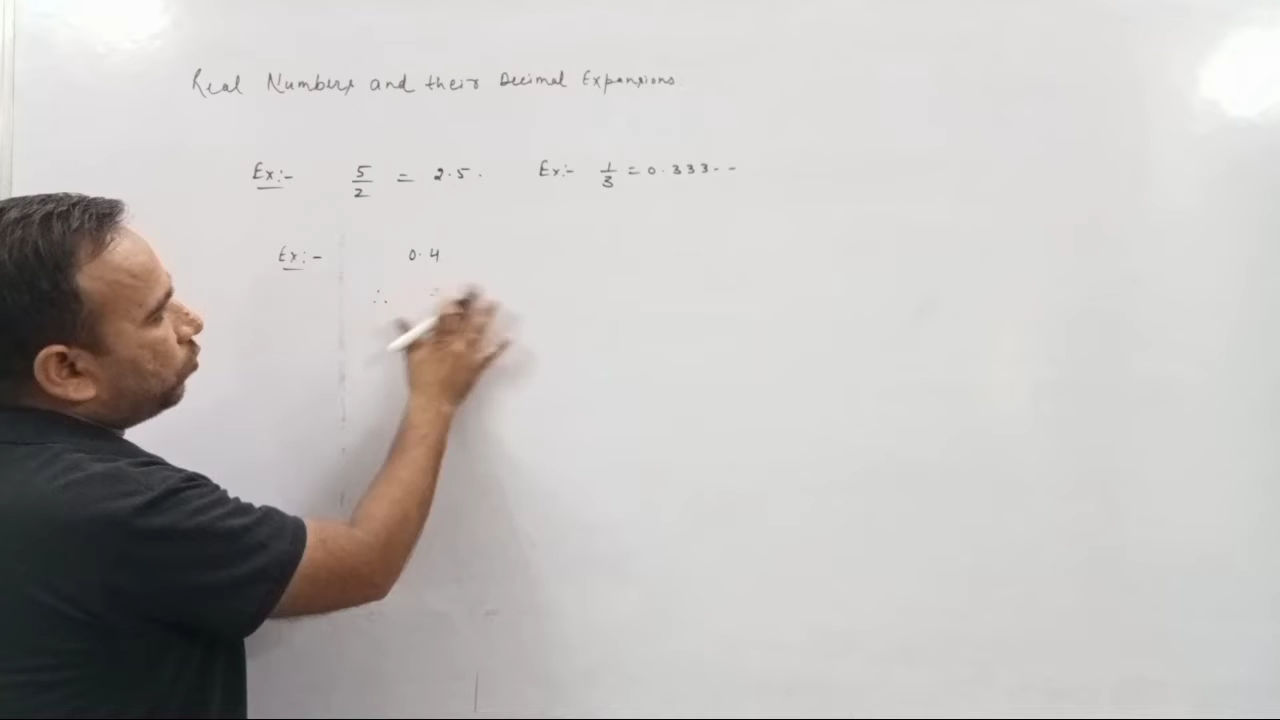 Real Numbers and their Decimal Expansions.
Ex:- 5/2 = 2.5. Ex:- 1/3 = 0.333--
Ex:- 0.4
∴